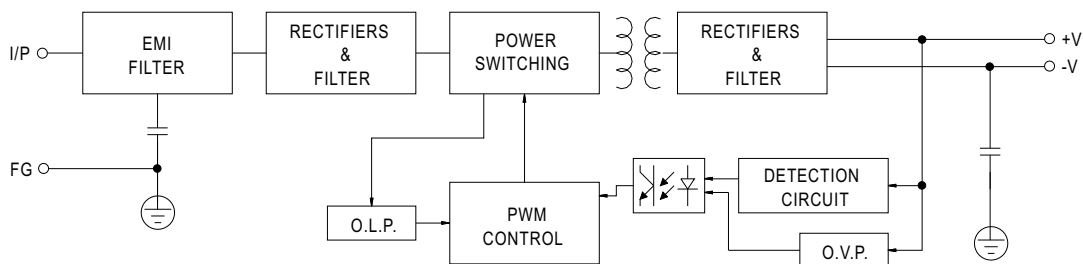 I/P
EMI
FILTER
RECTIFIERS
&
FILTER
POWER
SWITCHING
RECTIFIERS
&
FILTER
+V
-V
FG
O.L.P.
PWM
CONTROL
DETECTION
CIRCUIT
O.V.P.